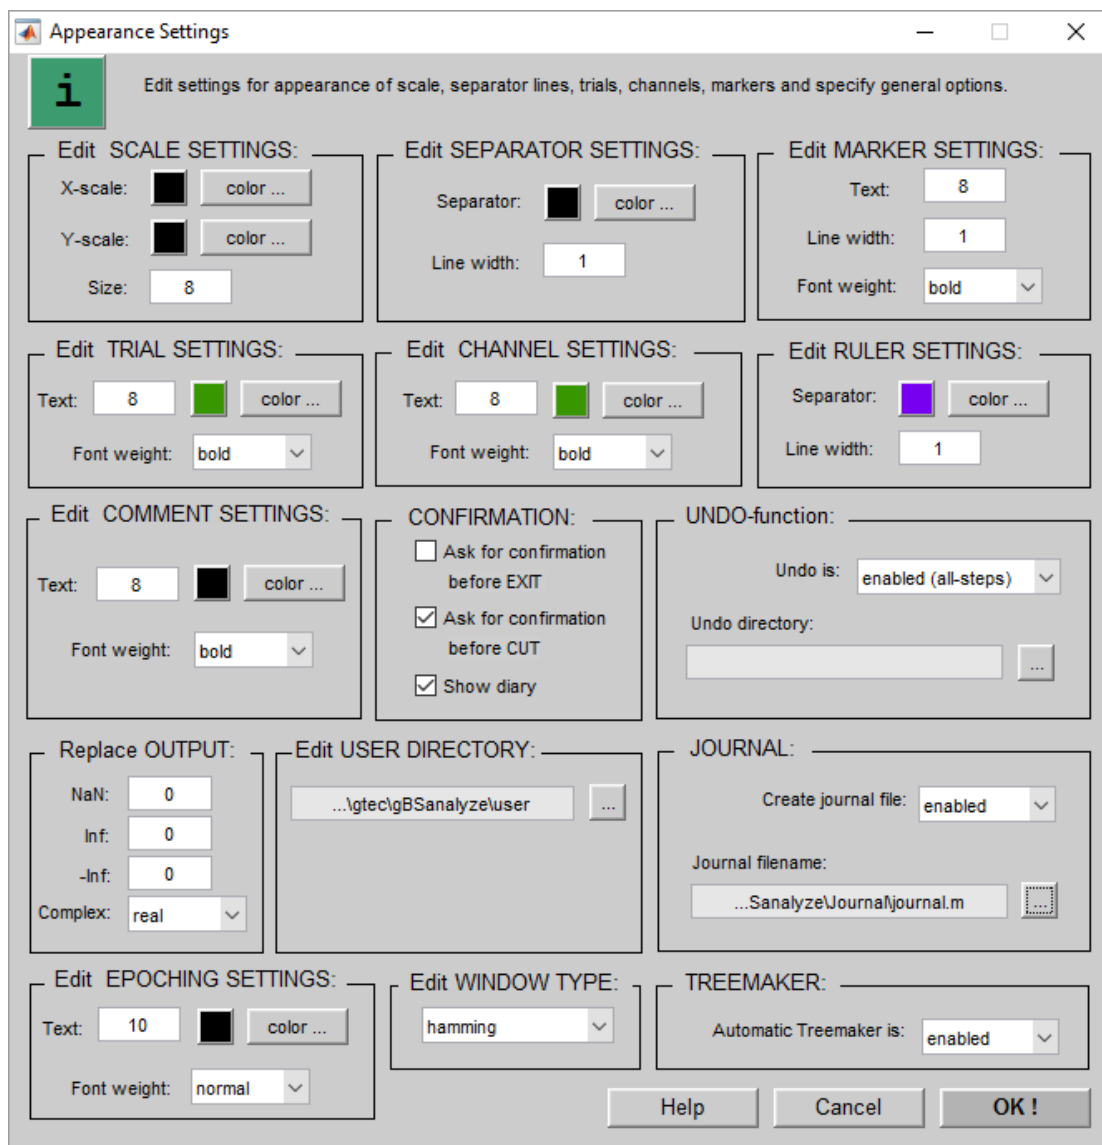 Appearance Settings
i
Edit settings for appearance of scale, separator lines, trials, channels, markers and specify general options.
Edit SCALE SETTINGS:
X-scale: color ...
Y-scale: color ...
Size: 8
Edit SEPARATOR SETTINGS:
Separator: color ...
Line width: 1
Edit MARKER SETTINGS:
Text: 8
Line width: 1
Font weight: bold
Edit TRIAL SETTINGS:
Text: 8 color ...
Font weight: bold
Edit CHANNEL SETTINGS:
Text: 8 color ...
Font weight: bold
Edit RULER SETTINGS:
Separator: color ...
Line width: 1
Edit COMMENT SETTINGS:
Text: 8 color ...
Font weight: bold
CONFIRMATION:
Ask for confirmation
before EXIT
Ask for confirmation
before CUT
Show diary
UNDO-function:
Undo is: enabled (all-steps)
Undo directory:
...
Replace OUTPUT:
NaN: 0
Inf: 0
-Inf: 0
Complex: real
Edit USER DIRECTORY:
...\gtec\gBSanalyze\user ...
JOURNAL:
Create journal file: enabled
Journal filename:
...Sanalyze\Journal\journal.m ...
Edit EPOCHING SETTINGS:
Text: 10 color ...
Font weight: normal
Edit WINDOW TYPE:
hamming
TREEMAKER:
Automatic Treemaker is: enabled
Help Cancel OK !